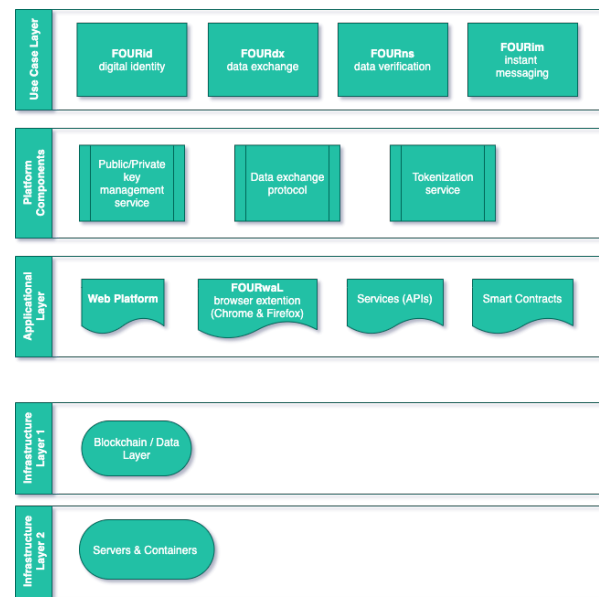 Use Case Layer
FOURid
digital identity
FOURdx
data exchange
FOURns
data verification
FOURim
instant
messaging
Platform
Components
Public/Private
key
management
service
Data exchange
protocol
Tokenization
service
Applicational
Layer
Web Platform
FOURwaL
browser extention
(Chrome & Firefox)
Services (APIs)
Smart Contracts
Infrastructure
Layer 1
Blockchain / Data
Layer
Infrastructure
Layer 2
Servers & Containers